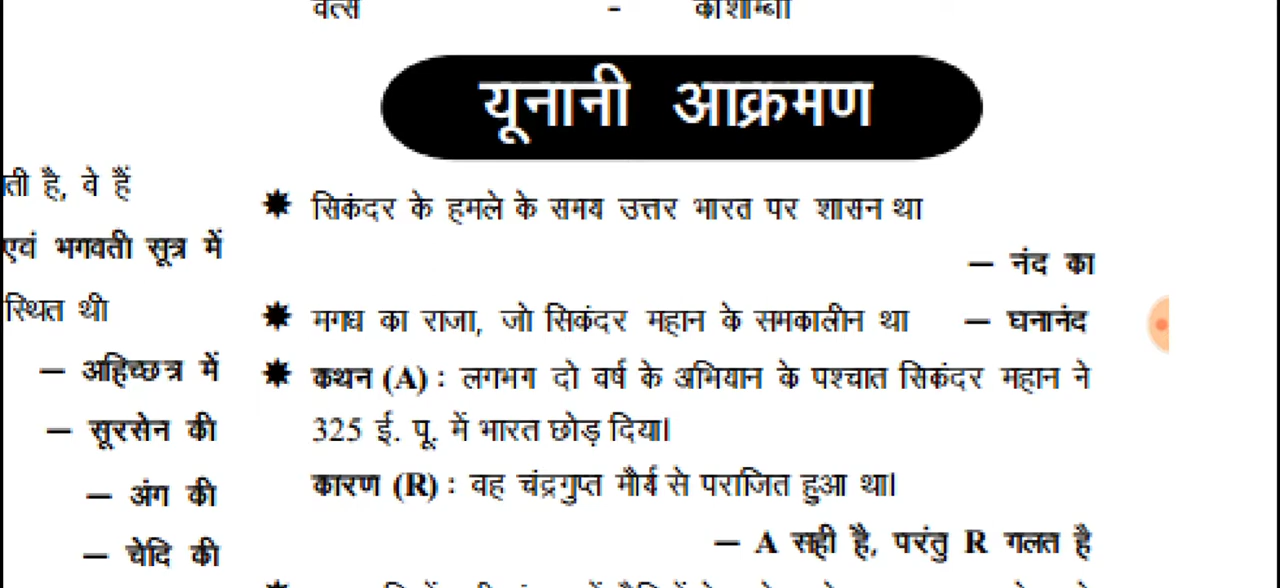 वत्स - कौशाम्बी
यूनानी आक्रमण
ती है, वे हैं
एवं भगवती सूत्र में
स्थित थी
— अहिच्छत्र में
— सूरसेन की
— अंग की
— चेदि की
✸ सिकंदर के हमले के समय उत्तर भारत पर शासन था
— नंद का
✸ मगध का राजा, जो सिकंदर महान के समकालीन था — घनानंद
✸ कथन (A) : लगभग दो वर्ष के अभियान के पश्चात सिकंदर महान ने
325 ई. पू. में भारत छोड़ दिया।
कारण (R) : वह चंद्रगुप्त मौर्य से पराजित हुआ था।
— A सही है, परंतु R गलत है